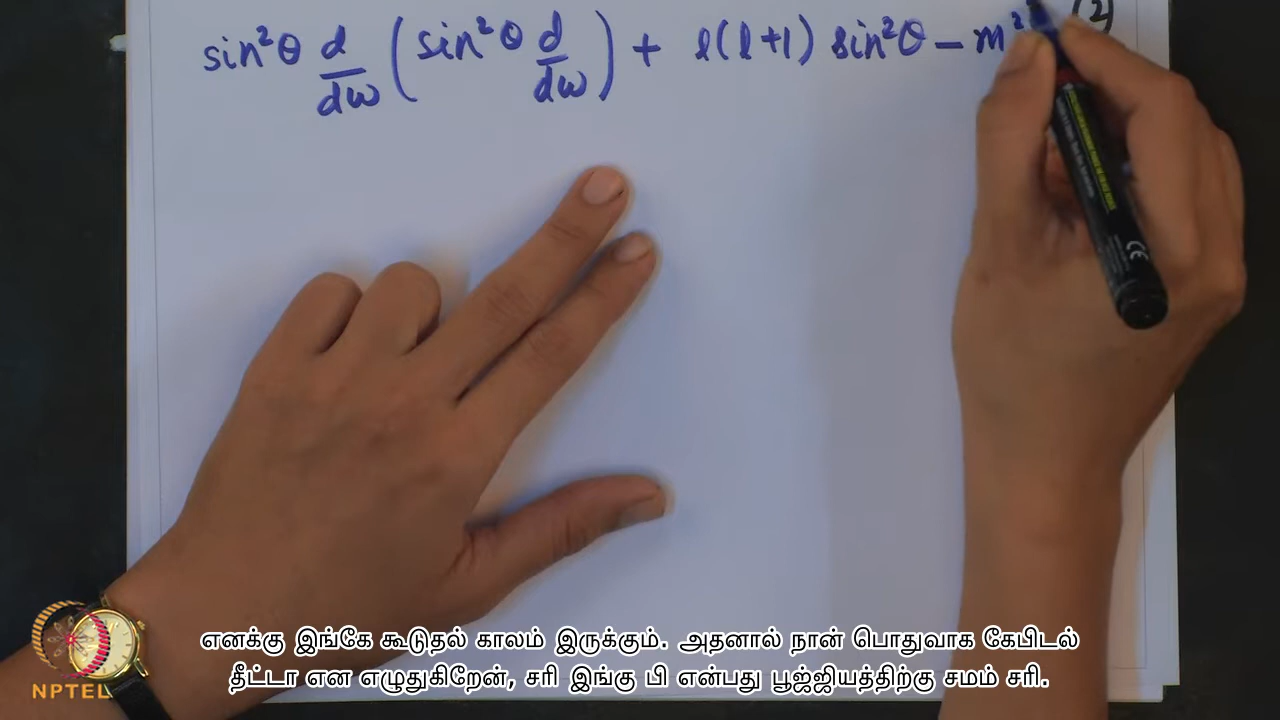 sin²θ d/dω ( sin²θ d/dω ) + l(l+1) sin²θ – m² (2)
எனக்கு இங்கே கூடுதல் காலம் இருக்கும். அதனால் நான் பொதுவாக கேபிடல்
தீட்டா என எழுதுகிறேன், சரி இங்கு பி என்பது பூஜ்ஜியத்திற்கு சமம் சரி.
NPTEL